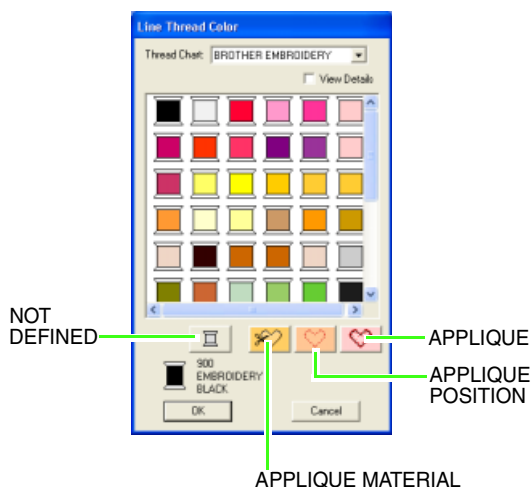 Line Thread Color
Thread Chart: BROTHER EMBROIDERY
View Details
NOT
DEFINED
APPLIQUE
APPLIQUE
POSITION
900
EMBROIDERY
BLACK
OK
Cancel
APPLIQUE MATERIAL